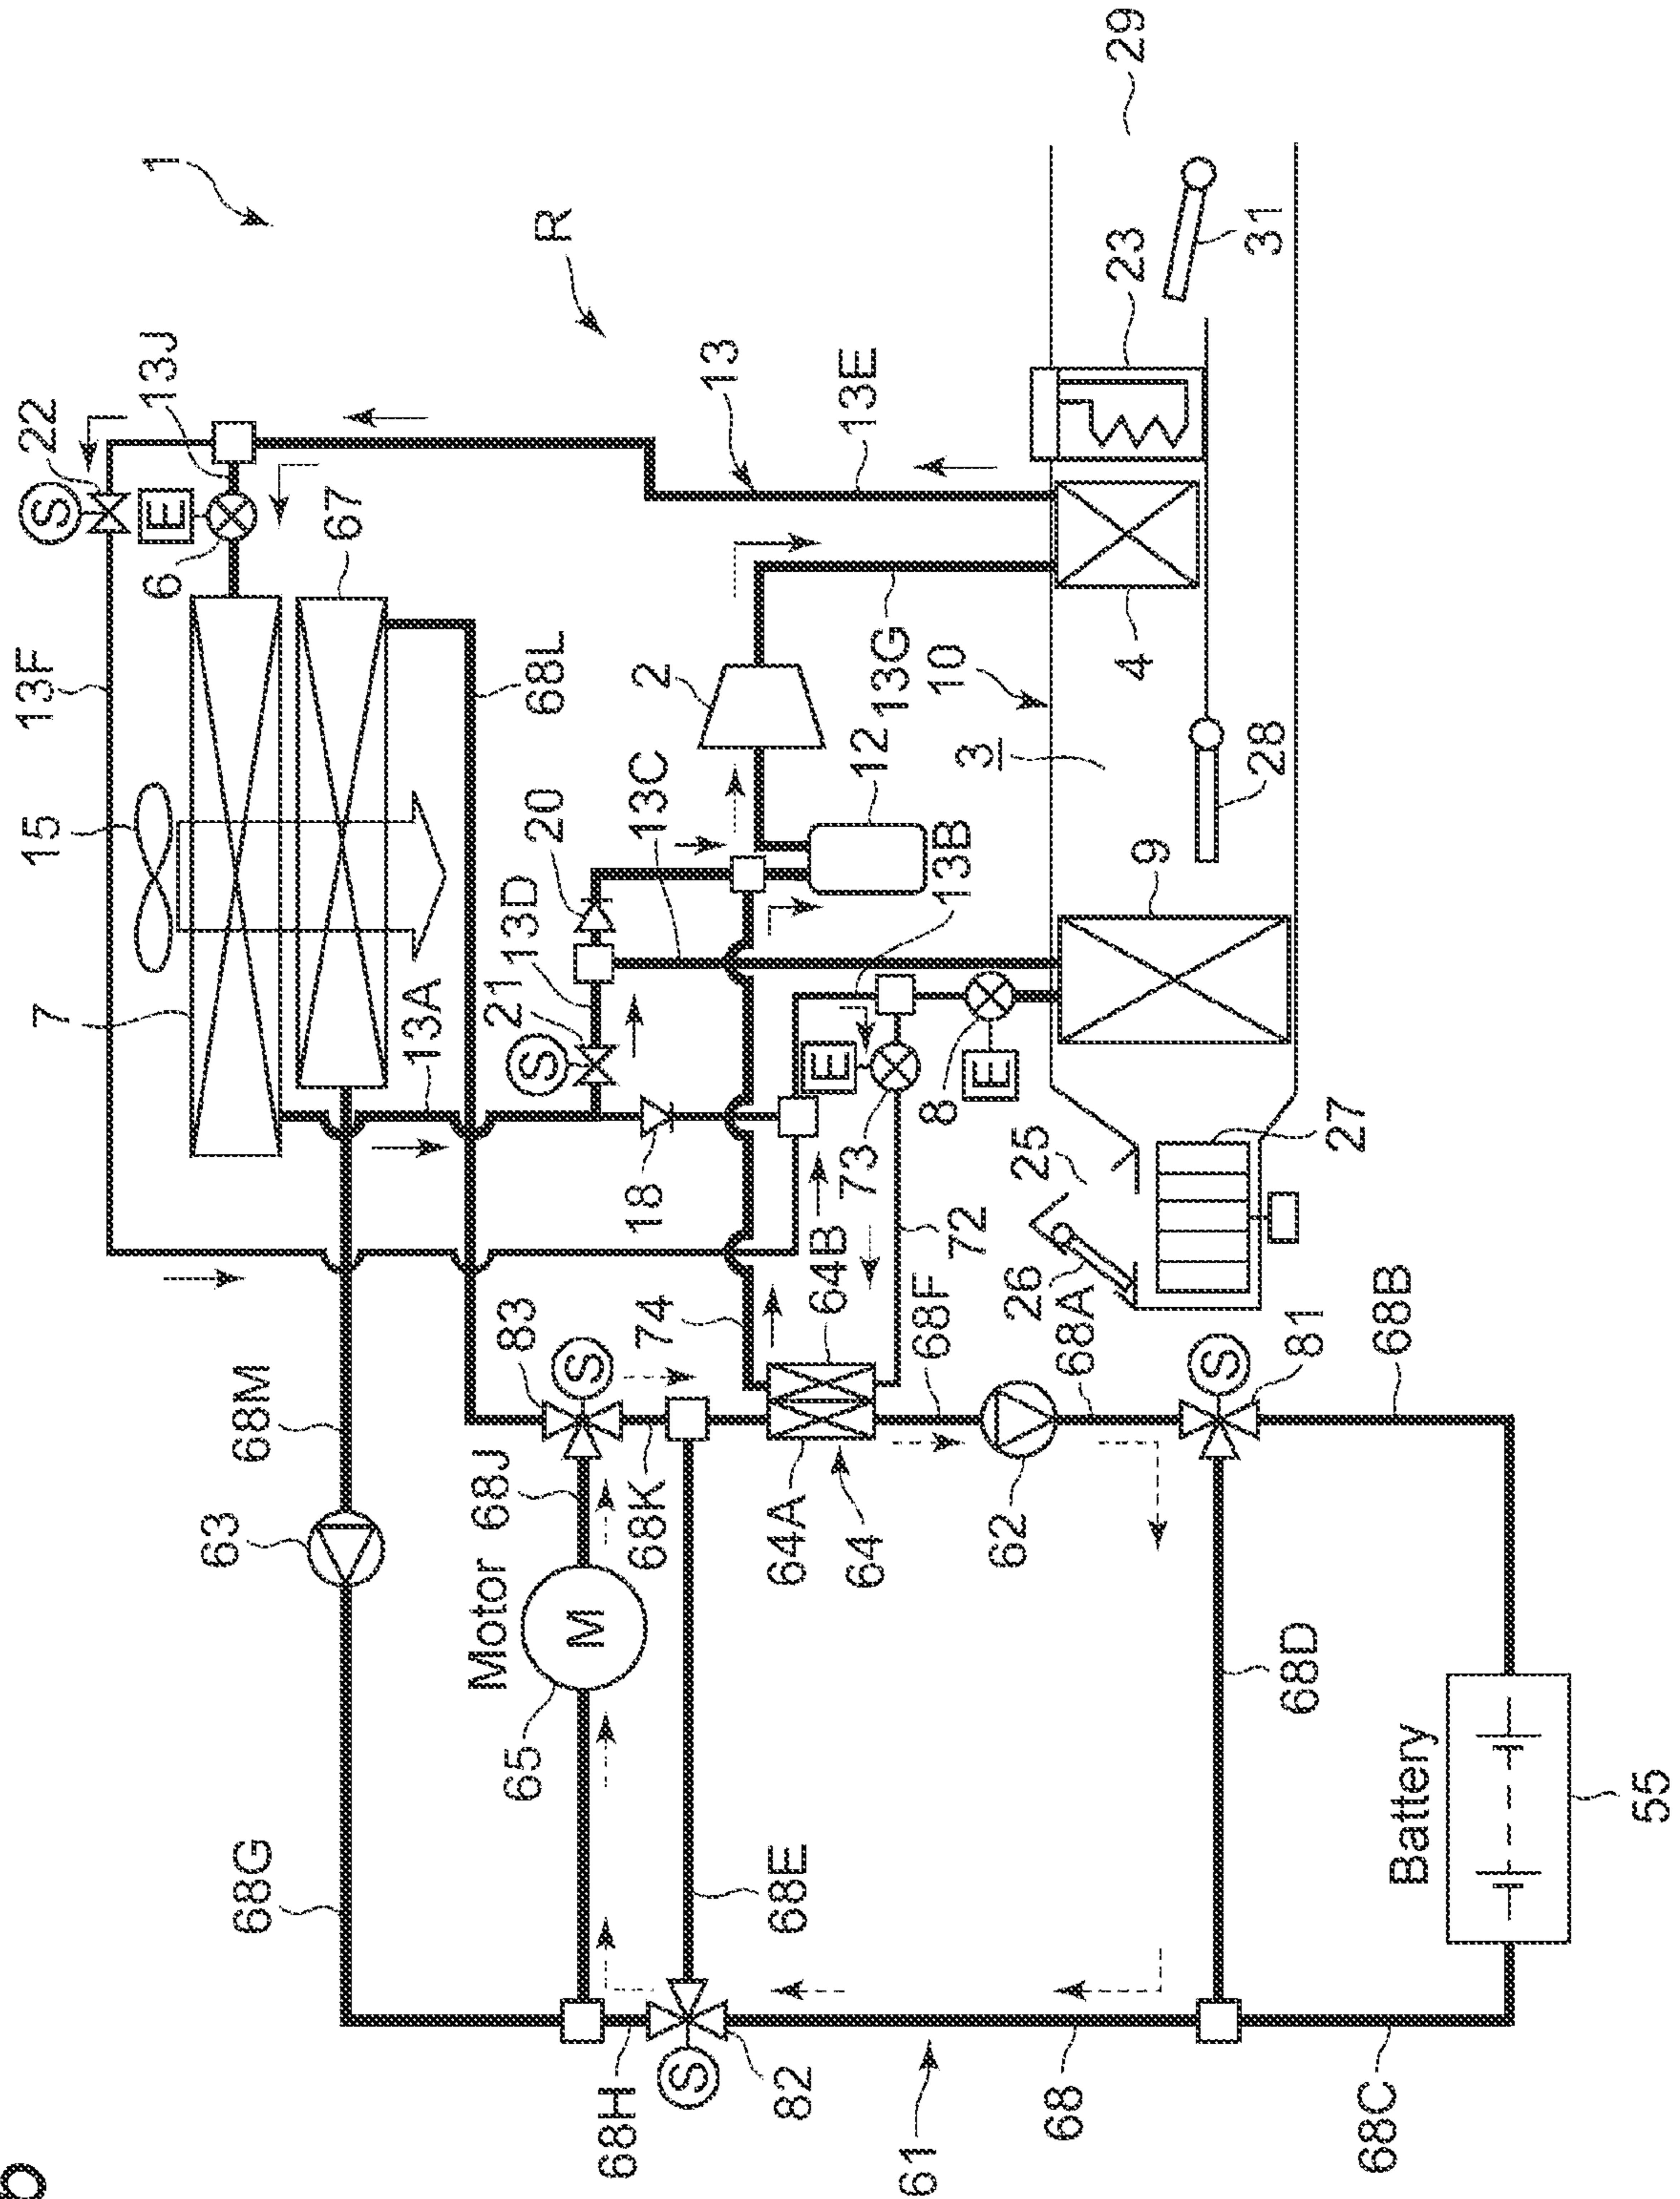 1
R
22
13J
13F
6
67
15
7
13A
68L
13
13E
2
13G
10
4
23
29
31
3
28
9
12
13B
13C
20
13D
21
18
8
73
72
25
26
27
64B
74
83
68M
63
68J
Motor
65
68K
64A
64
62
68F
68A
81
68B
68D
Battery
55
68G
68E
68H
82
61
68
68C
S
E
S
E
E
S
S
S
M